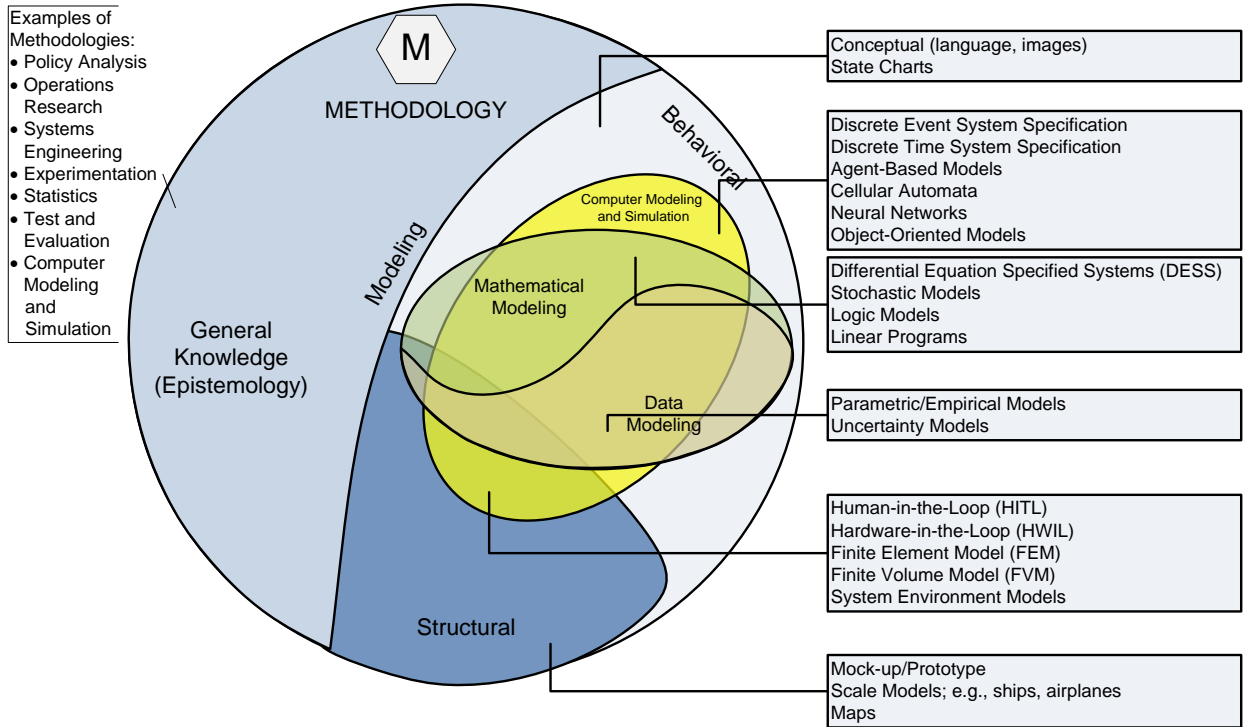 Examples of
Methodologies:
• Policy Analysis
• Operations
Research
• Systems
Engineering
• Experimentation
• Statistics
• Test and
Evaluation
• Computer
Modeling
and
Simulation
M
METHODOLOGY
General
Knowledge
(Epistemology)
Modeling
Behavioral
Computer Modeling
and Simulation
Mathematical
Modeling
Data
Modeling
Structural
Conceptual (language, images)
State Charts
Discrete Event System Specification
Discrete Time System Specification
Agent-Based Models
Cellular Automata
Neural Networks
Object-Oriented Models
Differential Equation Specified Systems (DESS)
Stochastic Models
Logic Models
Linear Programs
Parametric/Empirical Models
Uncertainty Models
Human-in-the-Loop (HITL)
Hardware-in-the-Loop (HWIL)
Finite Element Model (FEM)
Finite Volume Model (FVM)
System Environment Models
Mock-up/Prototype
Scale Models; e.g., ships, airplanes
Maps